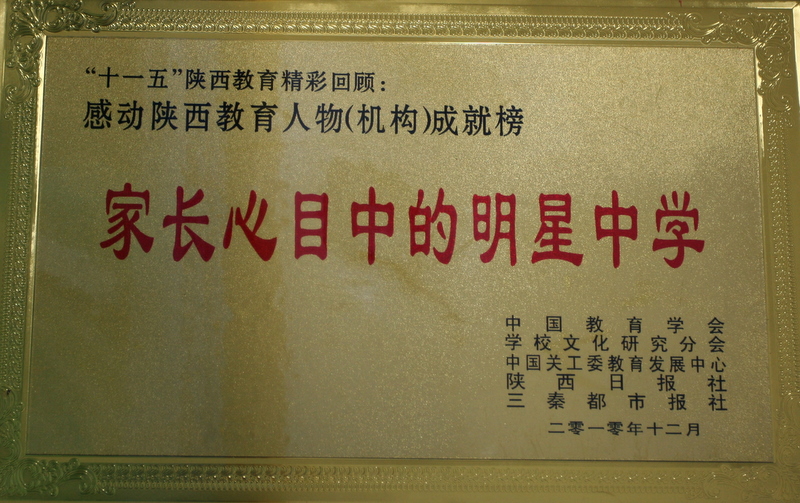 “十一五”陕西教育精彩回顾：
感动陕西教育人物(机构)成就榜
家长心目中的明星中学
中国教育学会
学校文化研究分会
中国关工委教育发展中心
陕西日报社
三秦都市报社
二零一零年十二月